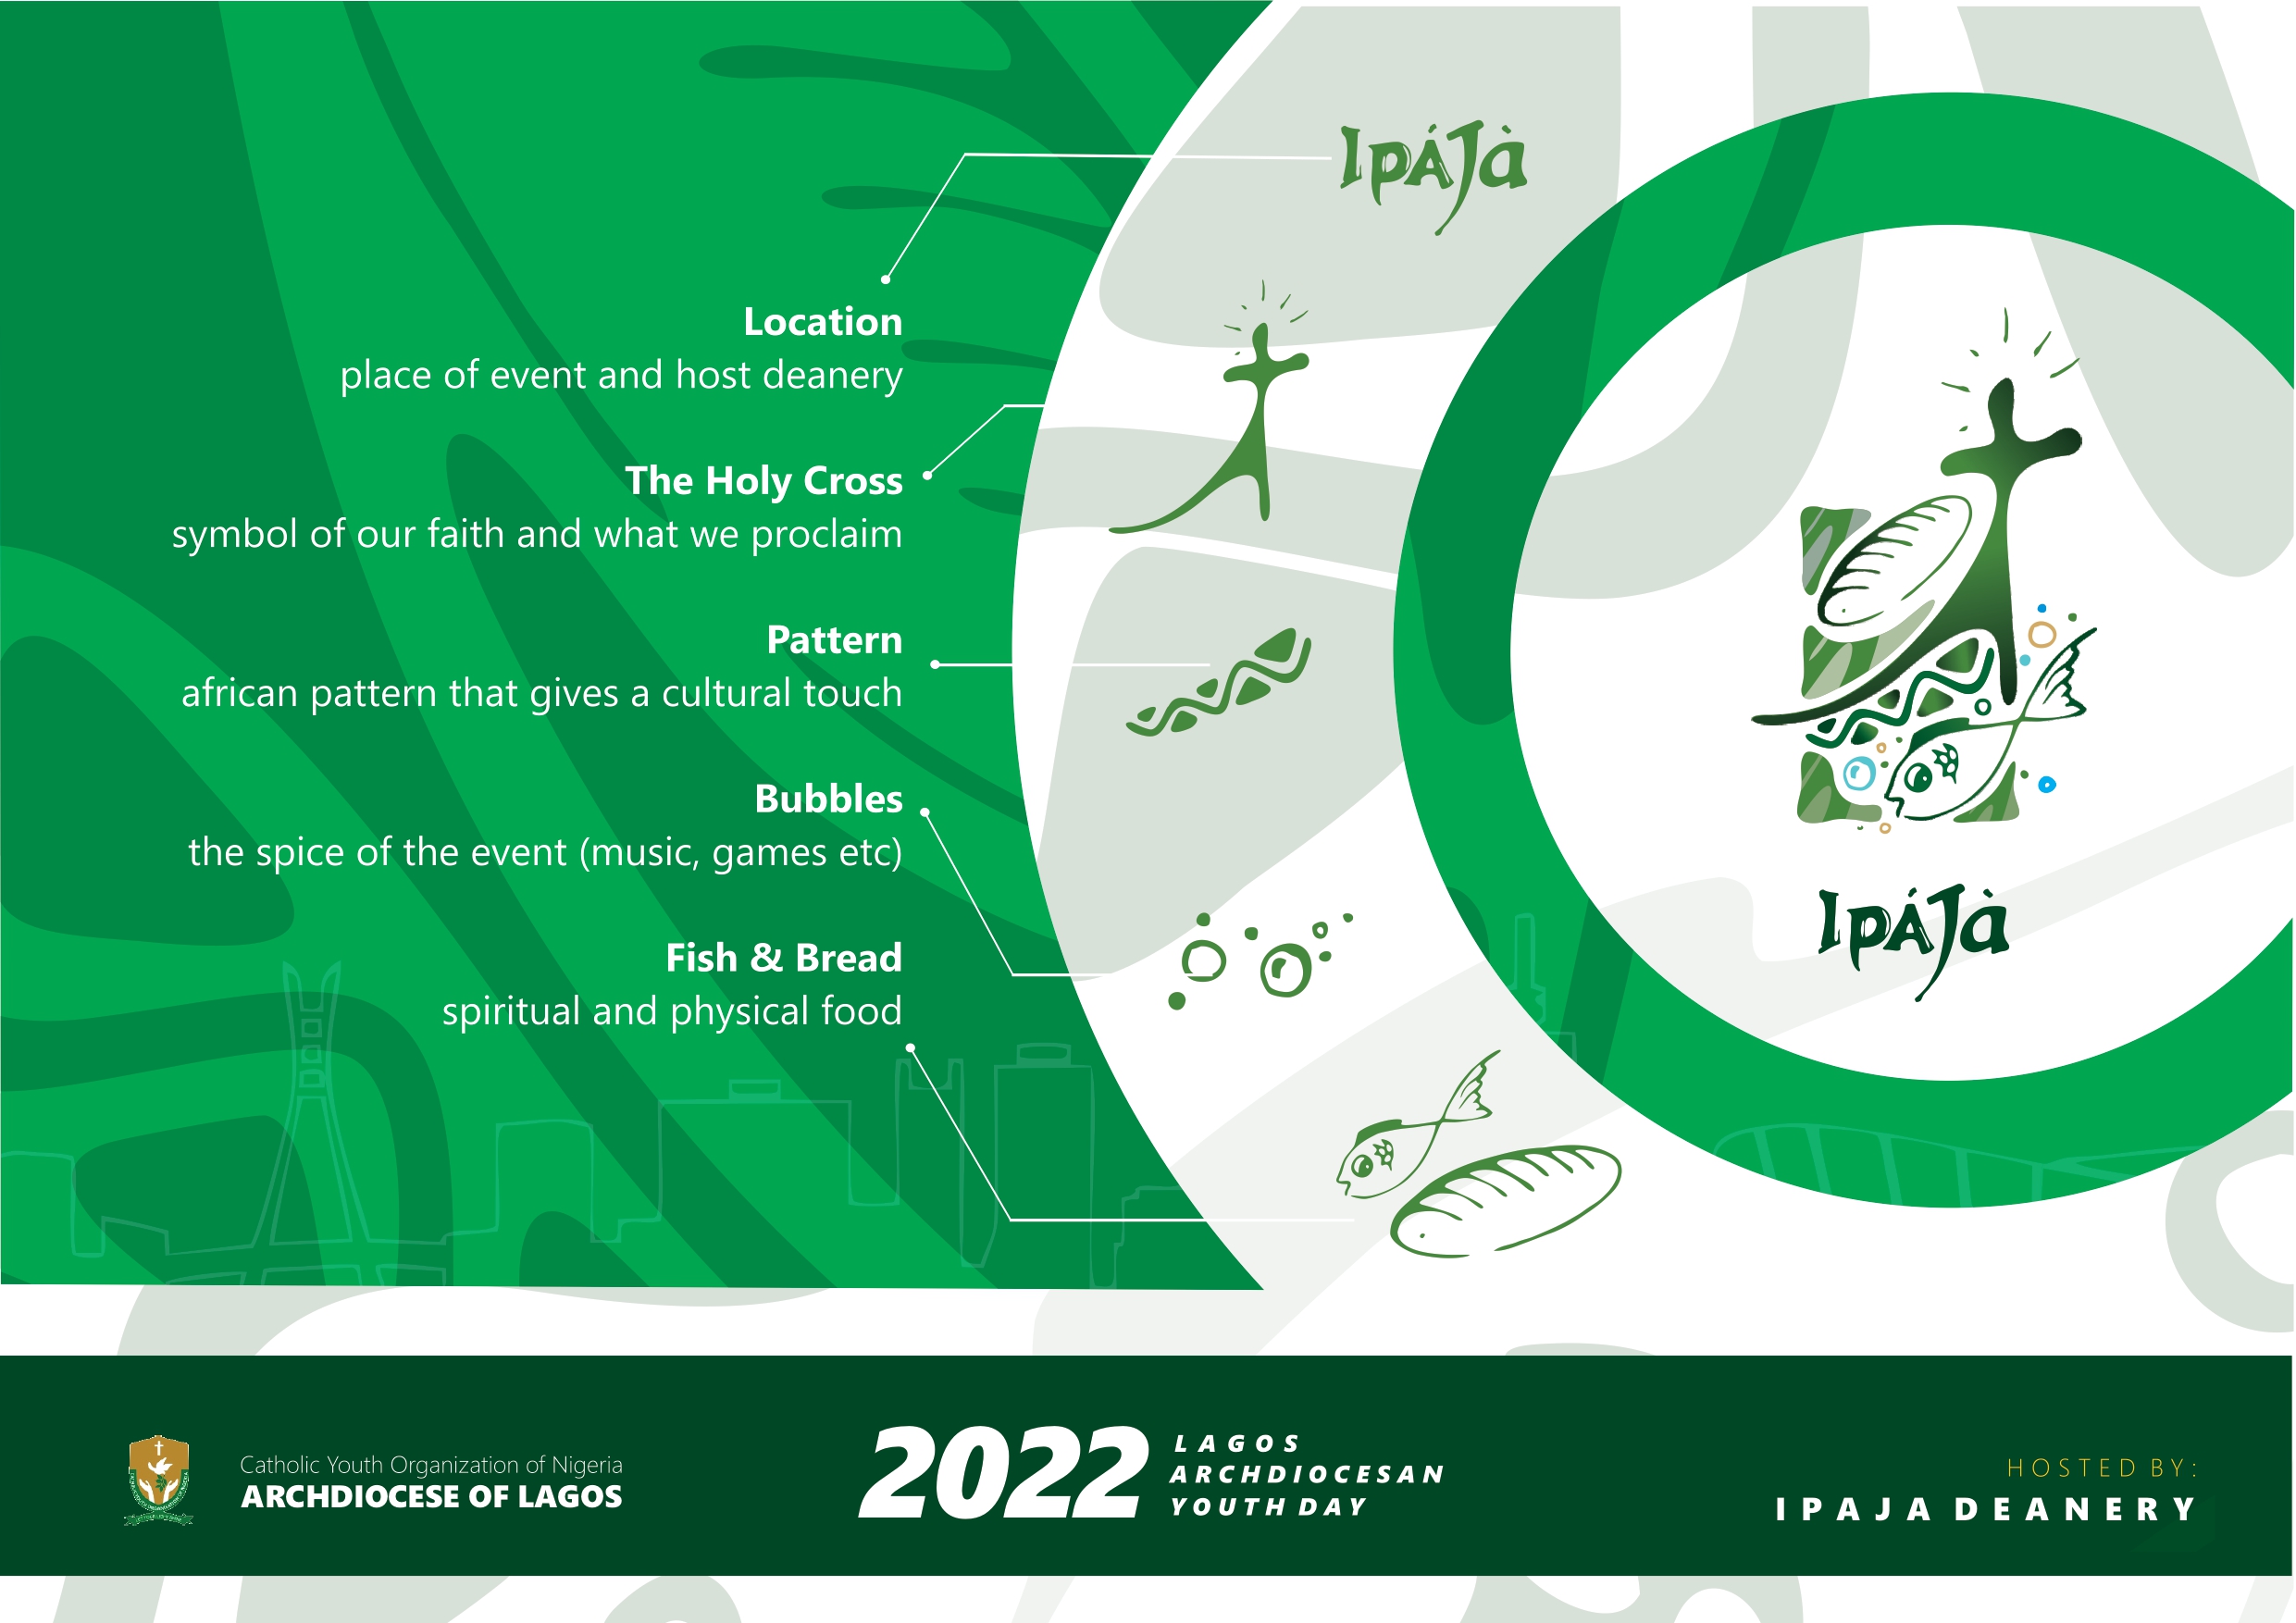 IPÁJÀ
Location
place of event and host deanery
The Holy Cross
symbol of our faith and what we proclaim
Pattern
african pattern that gives a cultural touch
Bubbles
the spice of the event (music, games etc)
Fish & Bread
spiritual and physical food
IPÁJÀ
Catholic Youth Organization of Nigeria
ARCHDIOCESE OF LAGOS
2022
LAGOS
ARCHDIOCESAN
YOUTH DAY
HOSTED BY:
IPAJA DEANERY